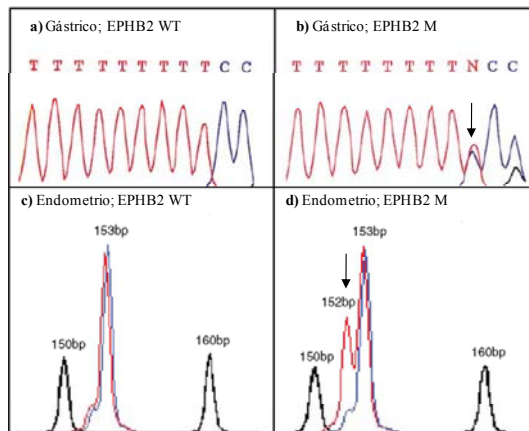 a) Gástrico; EPHB2 WT
T T T T T T T T C C
b) Gástrico; EPHB2 M
T T T T T T T N C C
c) Endometrio; EPHB2 WT
153bp
150bp
160bp
d) Endometrio; EPHB2 M
153bp
152bp
150bp
160bp